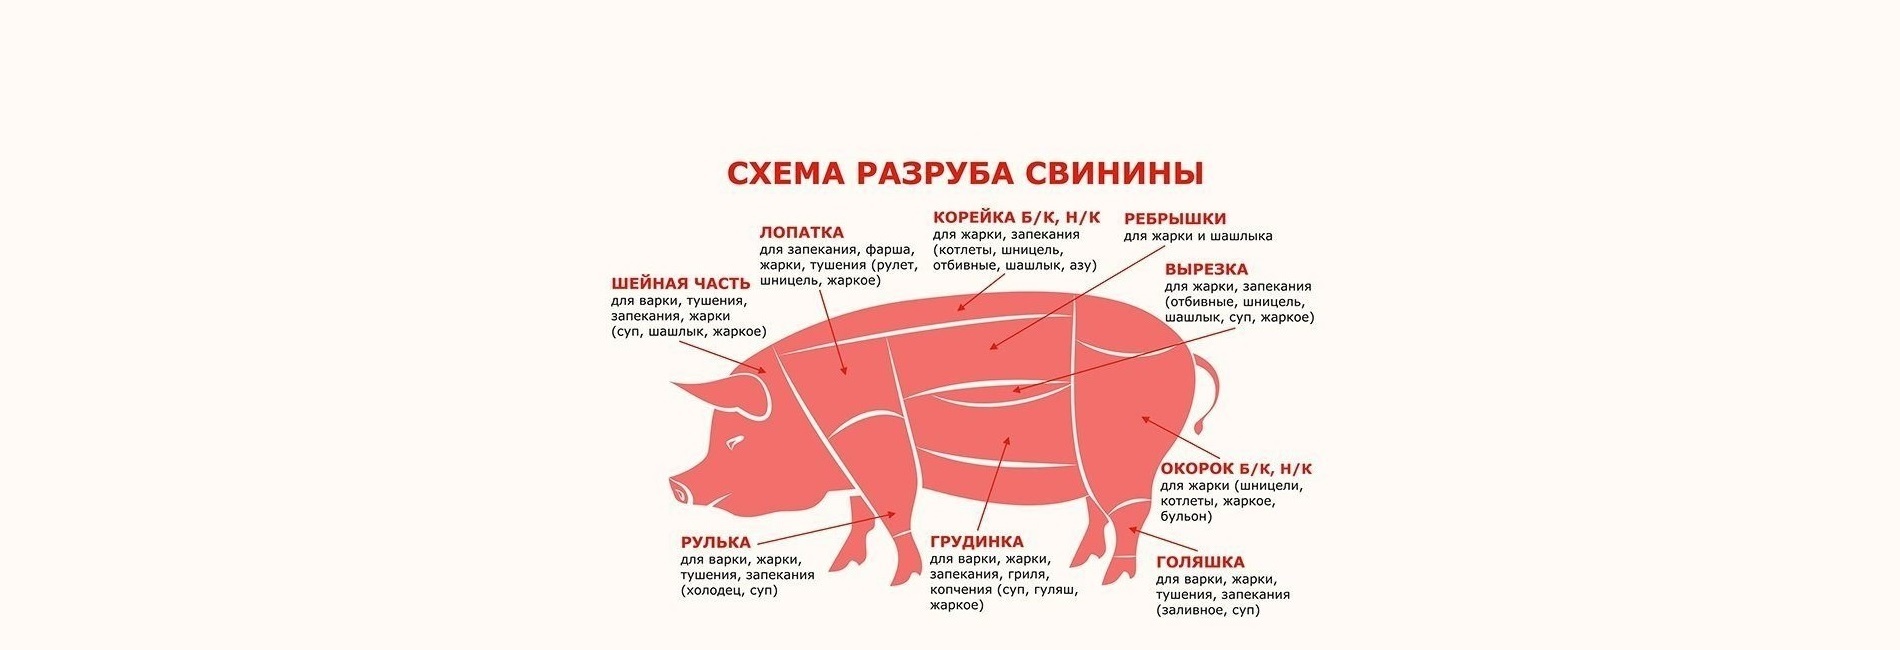 СХЕМА РАЗРУБА СВИНИНЫ
ШЕЙНАЯ ЧАСТЬ
для варки, тушения,
запекания, жарки
(суп, шашлык, жаркое)
ЛОПАТКА
для запекания, фарша,
жарки, тушения (рулет,
шницель, жаркое)
КОРЕЙКА Б/К, Н/К
для жарки, запекания
(котлеты, шницель,
отбивные, шашлык, азу)
РЕБРЫШКИ
для жарки и шашлыка
ВЫРЕЗКА
для жарки, запекания
(отбивные, шницель,
шашлык, суп, жаркое)
ОКОРОК Б/К, Н/К
для жарки (шницели,
котлеты, жаркое,
бульон)
РУЛЬКА
для варки, жарки,
тушения, запекания
(холодец, суп)
ГРУДИНКА
для варки, жарки,
запекания, гриля,
копчения (суп, гуляш,
жаркое)
ГОЛЯШКА
для варки, жарки,
тушения, запекания
(заливное, суп)